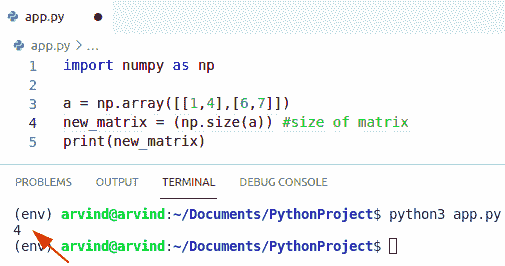 app.py
app.py > ...
1 import numpy as np
2
3 a = np.array([[1,4],[6,7]])
4 new_matrix = (np.size(a)) #size of matrix
5 print(new_matrix)
PROBLEMS OUTPUT TERMINAL DEBUG CONSOLE
(env) arvind@arvind:~/Documents/PythonProject$ python3 app.py
4
(env) arvind@arvind:~/Documents/PythonProject$